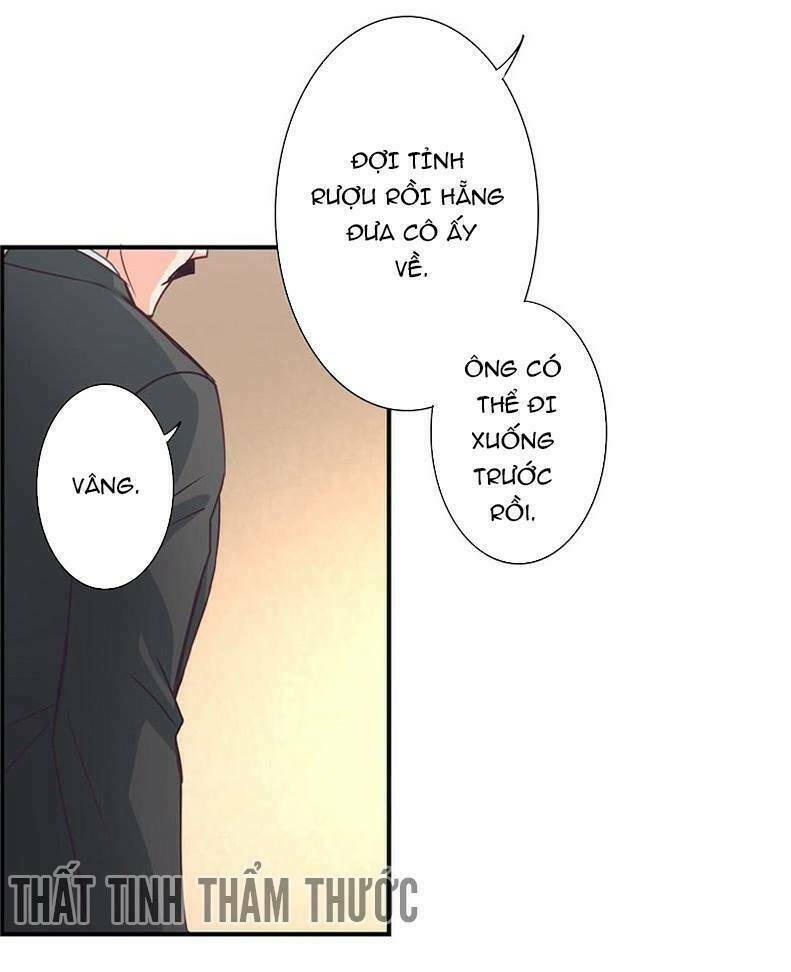 ĐỢI TỈNH
RƯỢU RỒI HẴNG
ĐƯA CÔ ẤY
VỀ.
ÔNG CÓ
THỂ ĐI
XUỐNG
TRƯỚC
RỒI.
VÂNG.
THẤT TINH THẨM THƯỚC